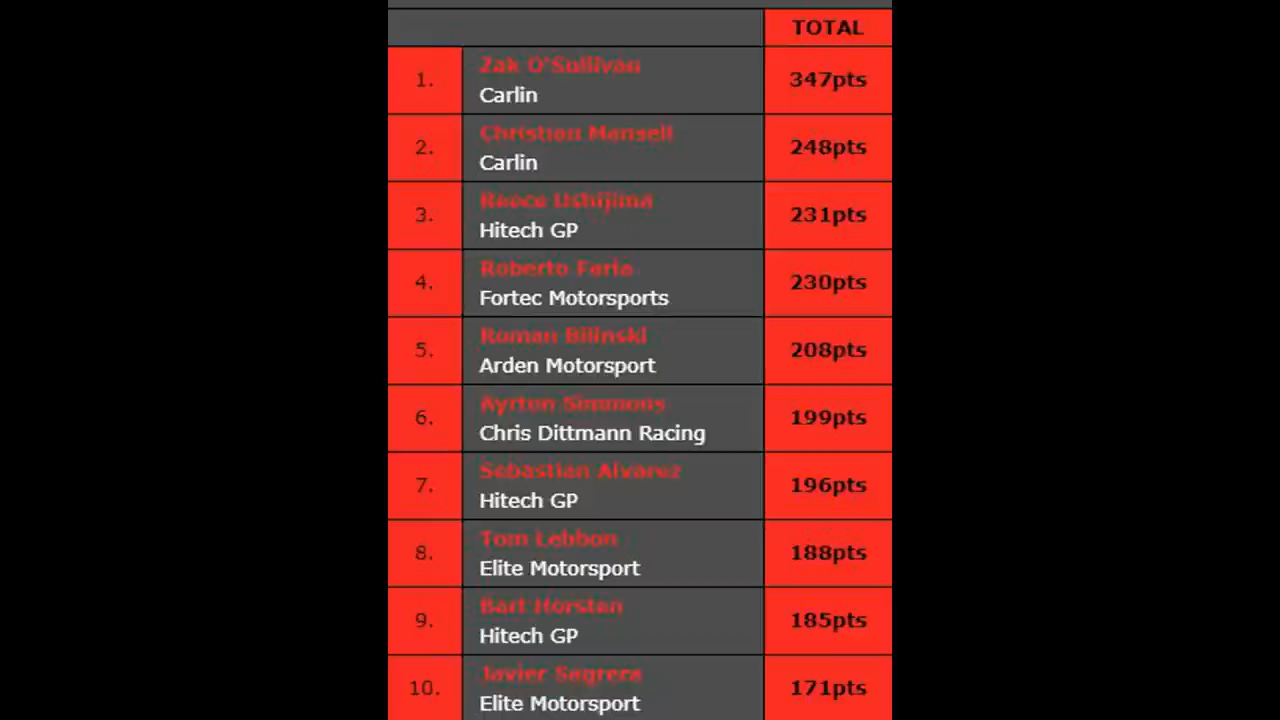 TOTAL
1.
Zak O'Sullivan
Carlin
347pts
2.
Christian Mansell
Carlin
248pts
3.
Reece Ushijima
Hitech GP
231pts
4.
Roberto Faria
Fortec Motorsports
230pts
5.
Roman Bilinski
Arden Motorsport
208pts
6.
Ayrton Simmons
Chris Dittmann Racing
199pts
7.
Sebastian Alvarez
Hitech GP
196pts
8.
Tom Lebbon
Elite Motorsport
188pts
9.
Bart Horsten
Hitech GP
185pts
10.
Javier Sagrera
Elite Motorsport
171pts